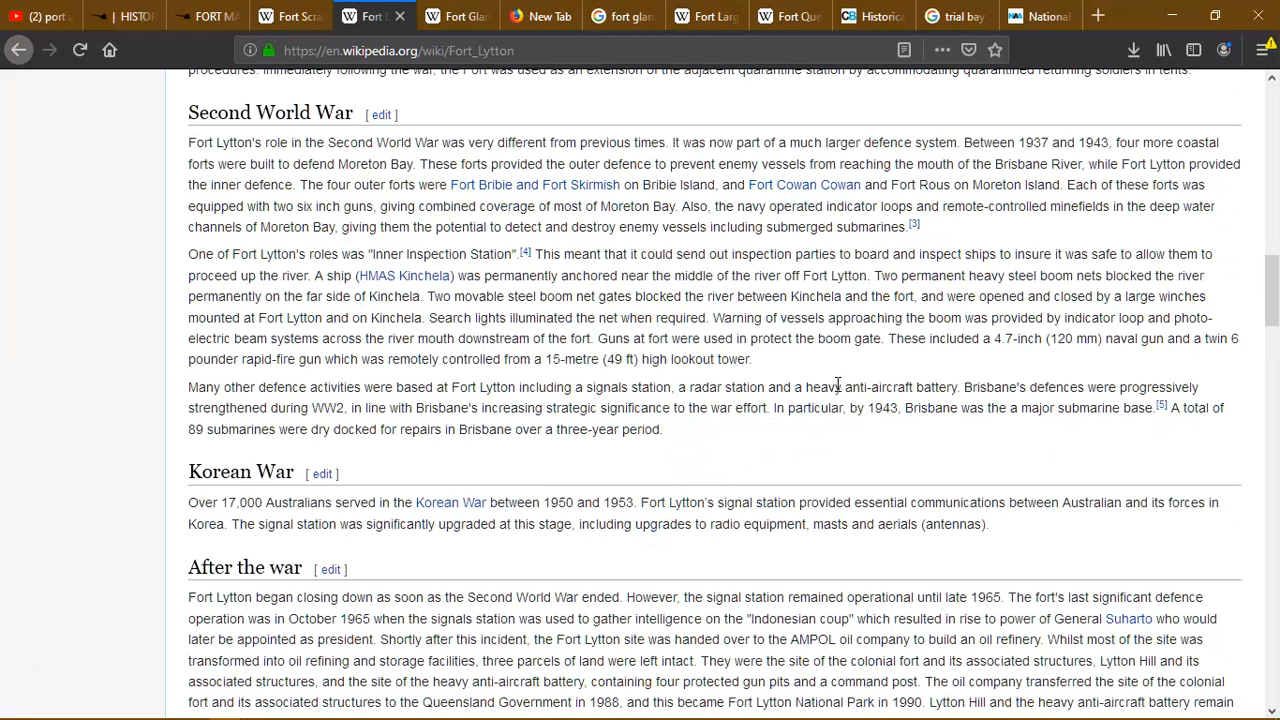 (2) port a
| HISTOF
FORT MA
Fort Scra
Fort L
Fort Glan
New Tab
fort glan
Fort Larg
Fort Que
Historica
trial bay
National
https://en.wikipedia.org/wiki/Fort_Lytton
procedures. Immediately following the war, the Fort was used as an extension of the adjacent quarantine station by accommodating quarantined returning soldiers in tents.
Second World War [ edit ]
Fort Lytton's role in the Second World War was very different from previous times. It was now part of a much larger defence system. Between 1937 and 1943, four more coastal
forts were built to defend Moreton Bay. These forts provided the outer defence to prevent enemy vessels from reaching the mouth of the Brisbane River, while Fort Lytton provided
the inner defence. The four outer forts were Fort Bribie and Fort Skirmish on Bribie Island, and Fort Cowan Cowan and Fort Rous on Moreton Island. Each of these forts was
equipped with two six inch guns, giving combined coverage of most of Moreton Bay. Also, the navy operated indicator loops and remote-controlled minefields in the deep water
channels of Moreton Bay, giving them the potential to detect and destroy enemy vessels including submerged submarines.[3]
One of Fort Lytton's roles was "Inner Inspection Station".[4] This meant that it could send out inspection parties to board and inspect ships to insure it was safe to allow them to
proceed up the river. A ship (HMAS Kinchela) was permanently anchored near the middle of the river off Fort Lytton. Two permanent heavy steel boom nets blocked the river
permanently on the far side of Kinchela. Two movable steel boom net gates blocked the river between Kinchela and the fort, and were opened and closed by a large winches
mounted at Fort Lytton and on Kinchela. Search lights illuminated the net when required. Warning of vessels approaching the boom was provided by indicator loop and photo-
electric beam systems across the river mouth downstream of the fort. Guns at fort were used in protect the boom gate. These included a 4.7-inch (120 mm) naval gun and a twin 6
pounder rapid-fire gun which was remotely controlled from a 15-metre (49 ft) high lookout tower.
Many other defence activities were based at Fort Lytton including a signals station, a radar station and a heavy anti-aircraft battery. Brisbane's defences were progressively
strengthened during WW2, in line with Brisbane's increasing strategic significance to the war effort. In particular, by 1943, Brisbane was the a major submarine base.[5] A total of
89 submarines were dry docked for repairs in Brisbane over a three-year period.
Korean War [ edit ]
Over 17,000 Australians served in the Korean War between 1950 and 1953. Fort Lytton's signal station provided essential communications between Australian and its forces in
Korea. The signal station was significantly upgraded at this stage, including upgrades to radio equipment, masts and aerials (antennas).
After the war [ edit ]
Fort Lytton began closing down as soon as the Second World War ended. However, the signal station remained operational until late 1965. The fort's last significant defence
operation was in October 1965 when the signals station was used to gather intelligence on the "Indonesian coup" which resulted in rise to power of General Suharto who would
later be appointed as president. Shortly after this incident, the Fort Lytton site was handed over to the AMPOL oil company to build an oil refinery. Whilst most of the site was
transformed into oil refining and storage facilities, three parcels of land were left intact. They were the site of the colonial fort and its associated structures, Lytton Hill and its
associated structures, and the site of the heavy anti-aircraft battery, containing four protected gun pits and a command post. The oil company transferred the site of the colonial
fort and its associated structures to the Queensland Government in 1988, and this became Fort Lytton National Park in 1990. Lytton Hill and the heavy anti-aircraft battery remain